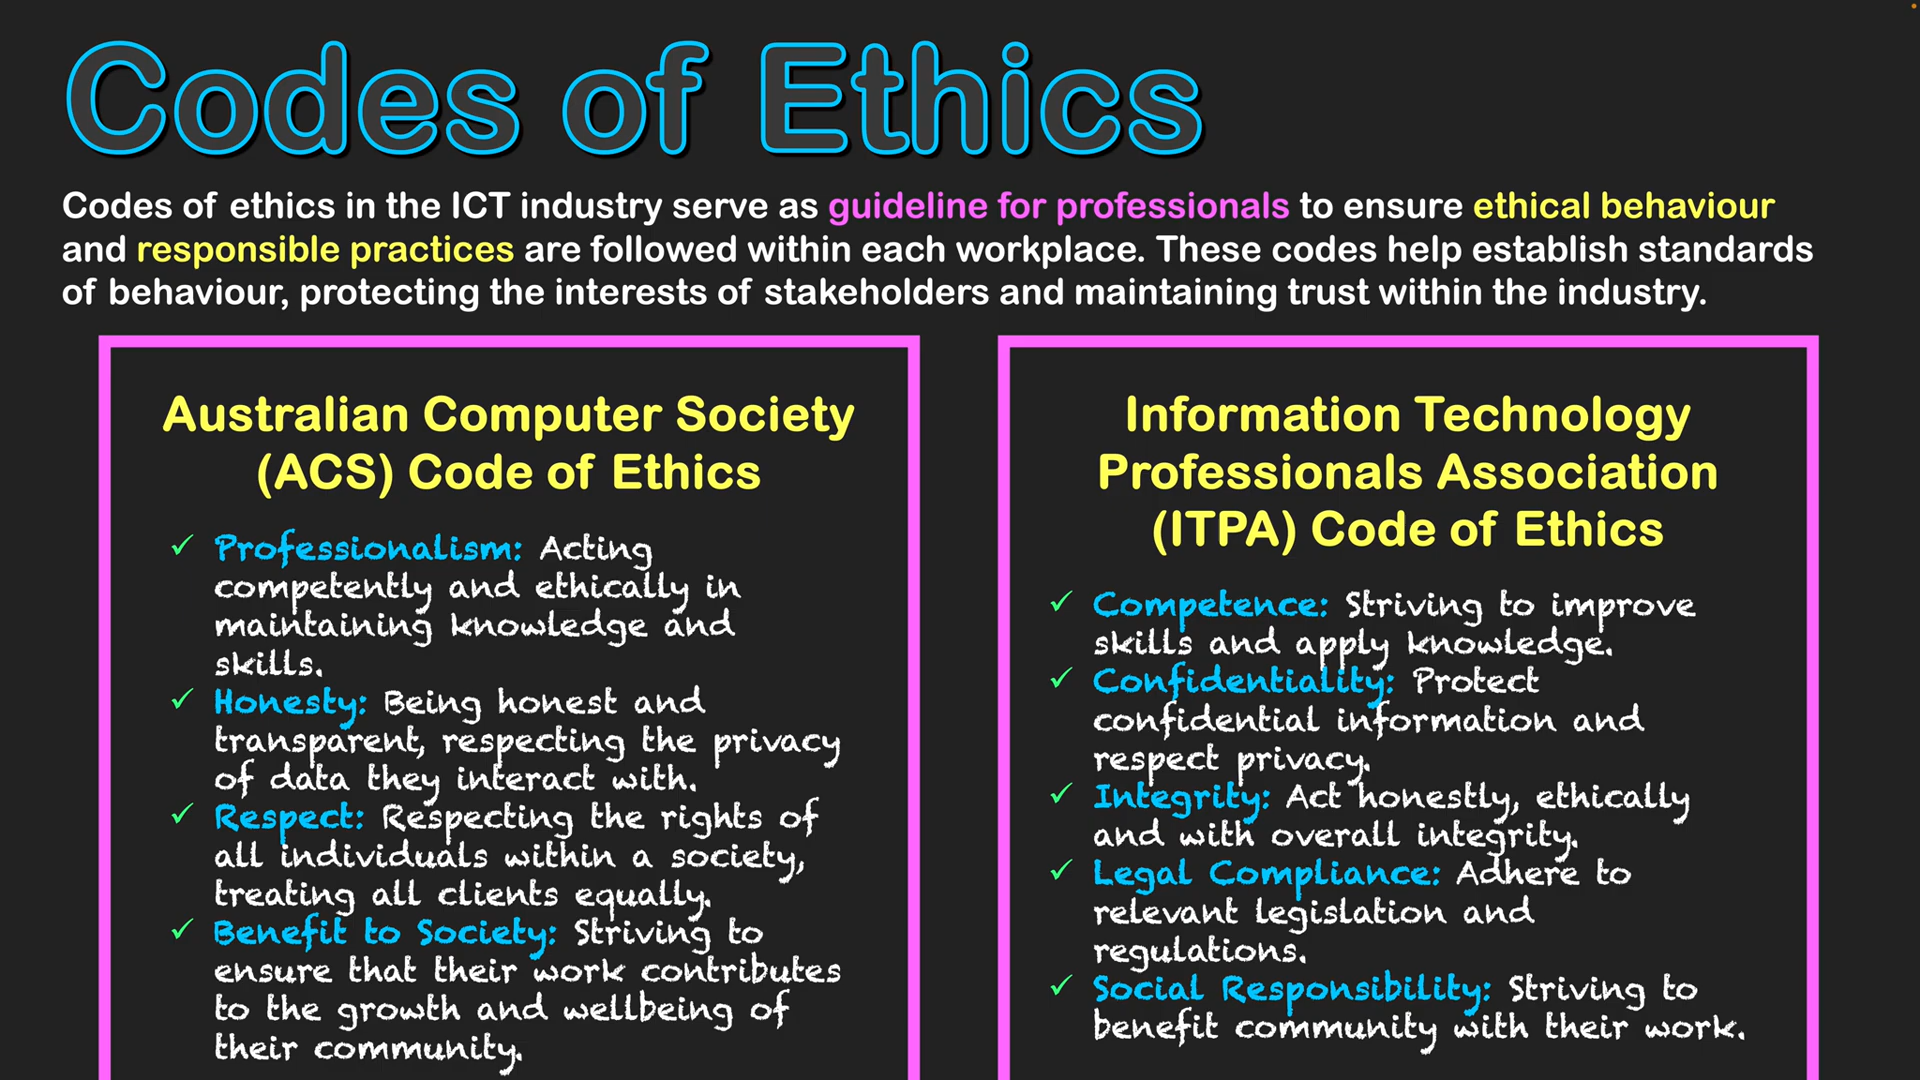 Codes of Ethics
Codes of ethics in the ICT industry serve as guideline for professionals to ensure ethical behaviour
and responsible practices are followed within each workplace. These codes help establish standards
of behaviour, protecting the interests of stakeholders and maintaining trust within the industry.
Australian Computer Society
(ACS) Code of Ethics
✓ Professionalism: Acting
competently and ethically in
maintaining knowledge and
skills.
✓ Honesty: Being honest and
transparent, respecting the privacy
of data they interact with.
✓ Respect: Respecting the rights of
all individuals within a society,
treating all clients equally.
✓ Benefit to Society: Striving to
ensure that their work contributes
to the growth and wellbeing of
their community.
Information Technology
Professionals Association
(ITPA) Code of Ethics
✓ Competence: Striving to improve
skills and apply knowledge.
✓ Confidentiality: Protect
confidential information and
respect privacy.
✓ Integrity: Act honestly, ethically
and with overall integrity.
✓ Legal Compliance: Adhere to
relevant legislation and
regulations.
✓ Social Responsibility: Striving to
benefit community with their work.